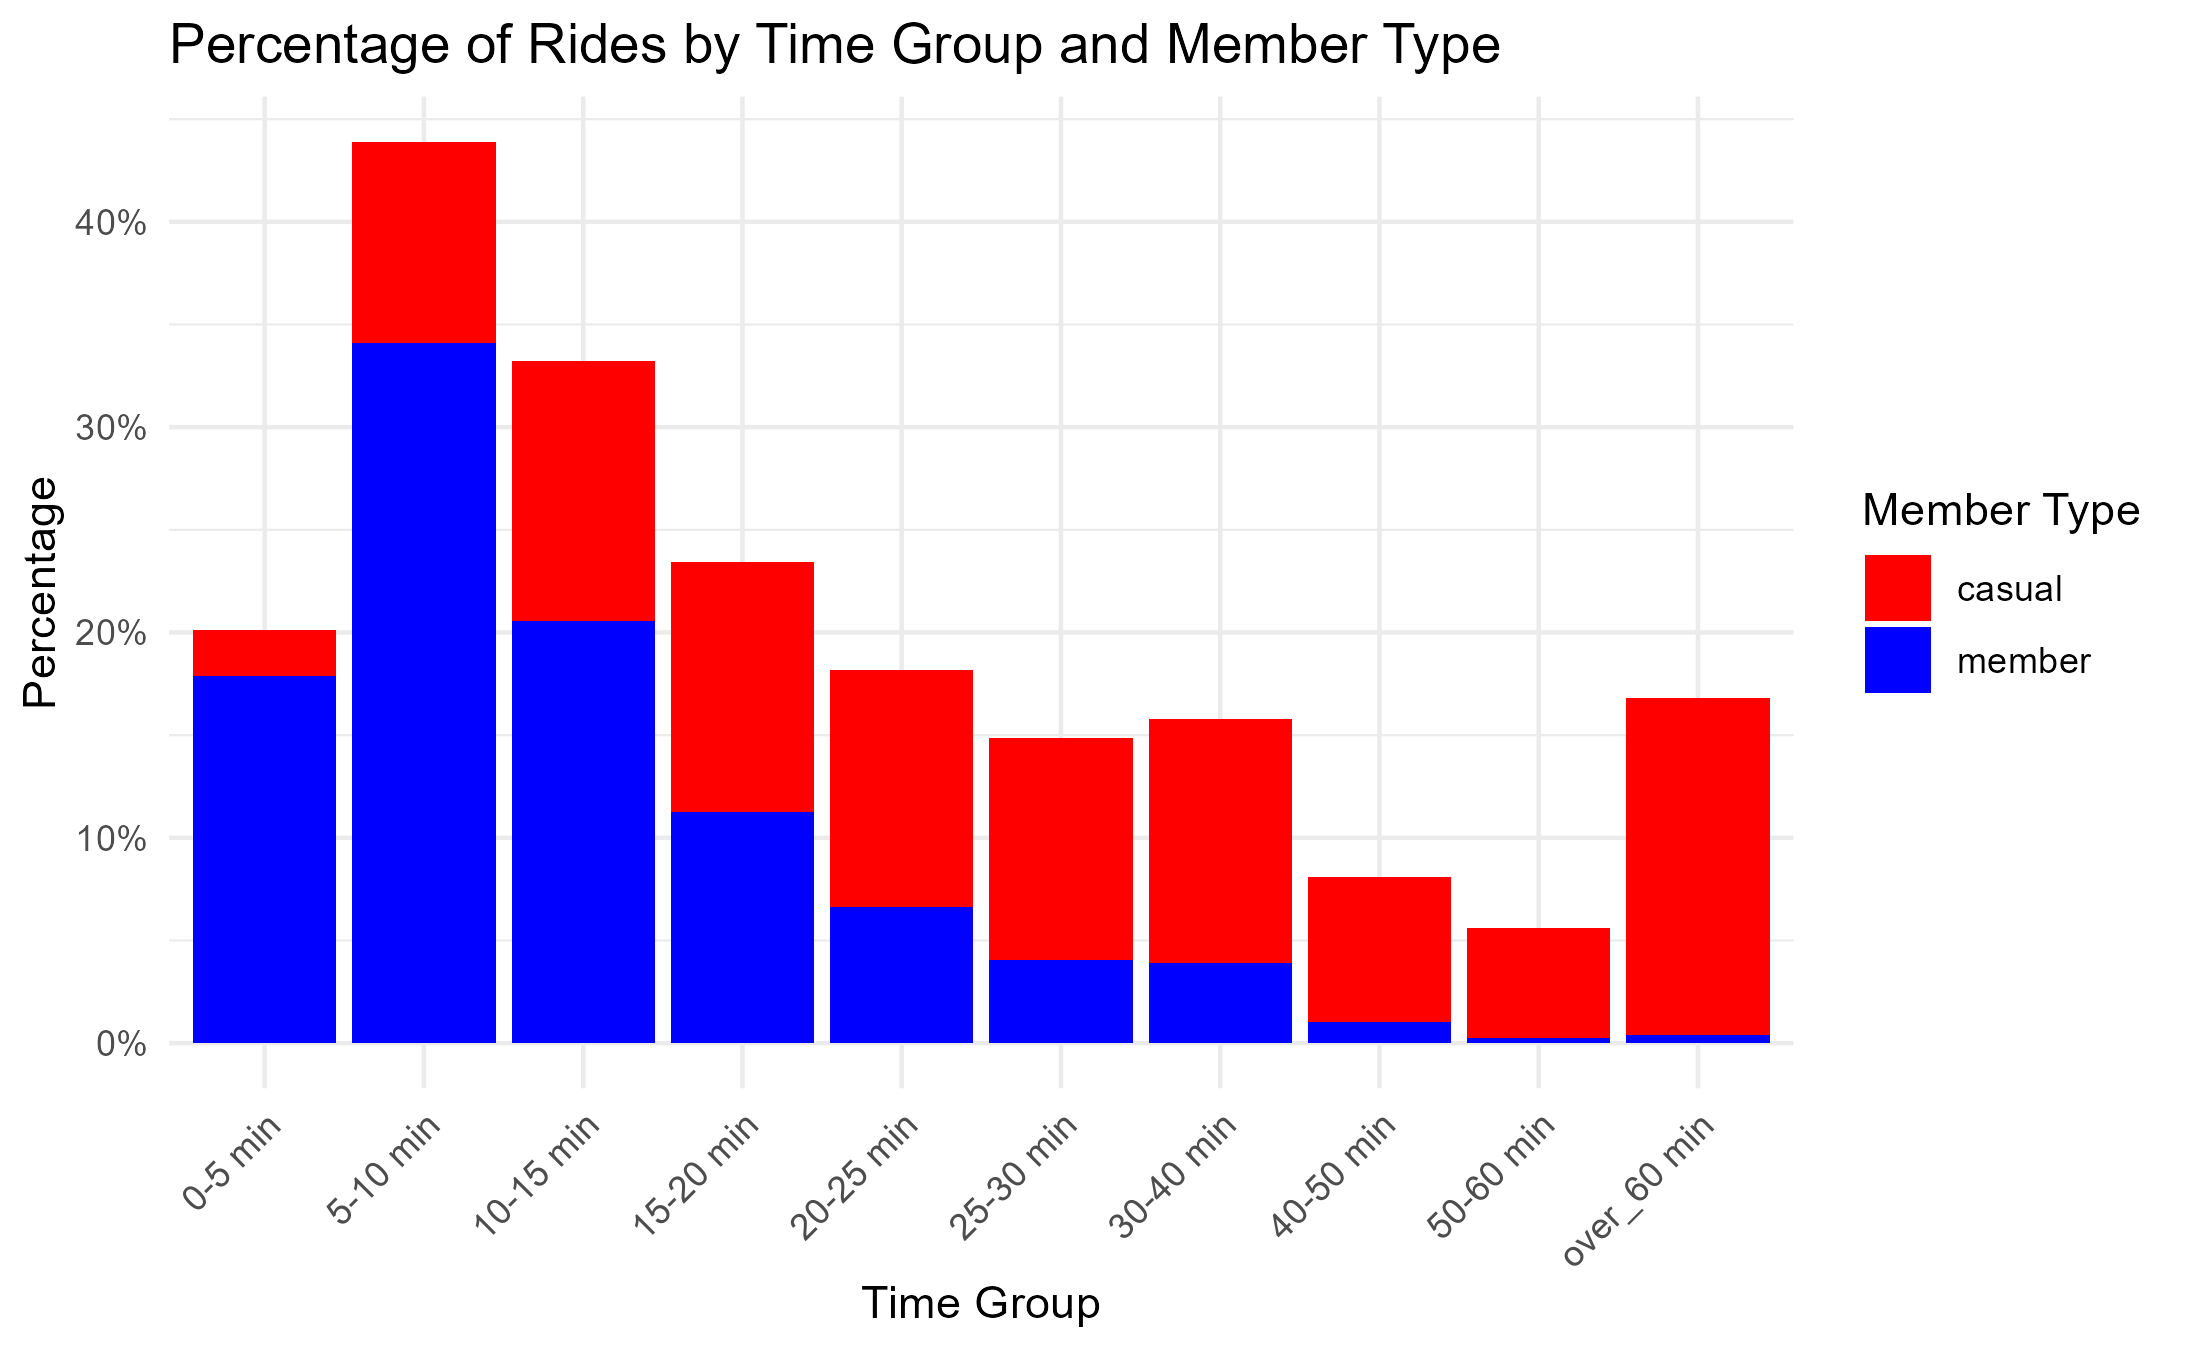 Percentage of Rides by Time Group and Member Type
Percentage
40%
30%
20%
10%
0%
0-5 min
5-10 min
10-15 min
15-20 min
20-25 min
25-30 min
30-40 min
40-50 min
50-60 min
over_60 min
Time Group
Member Type
casual
member